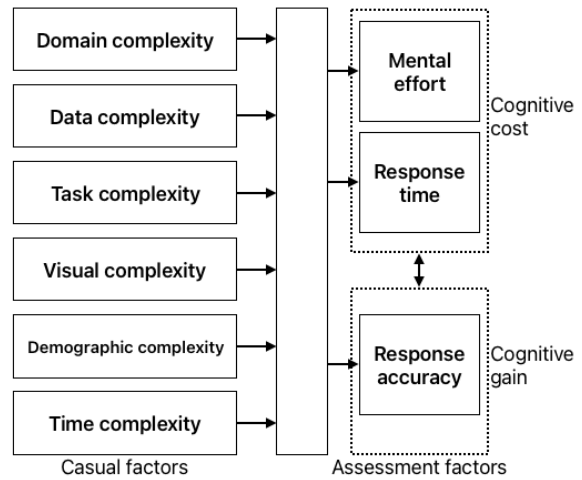 Domain complexity
Data complexity
Task complexity
Visual complexity
Demographic complexity
Time complexity
Casual factors
Mental
effort
Response
time
Cognitive
cost
Response
accuracy
Cognitive
gain
Assessment factors